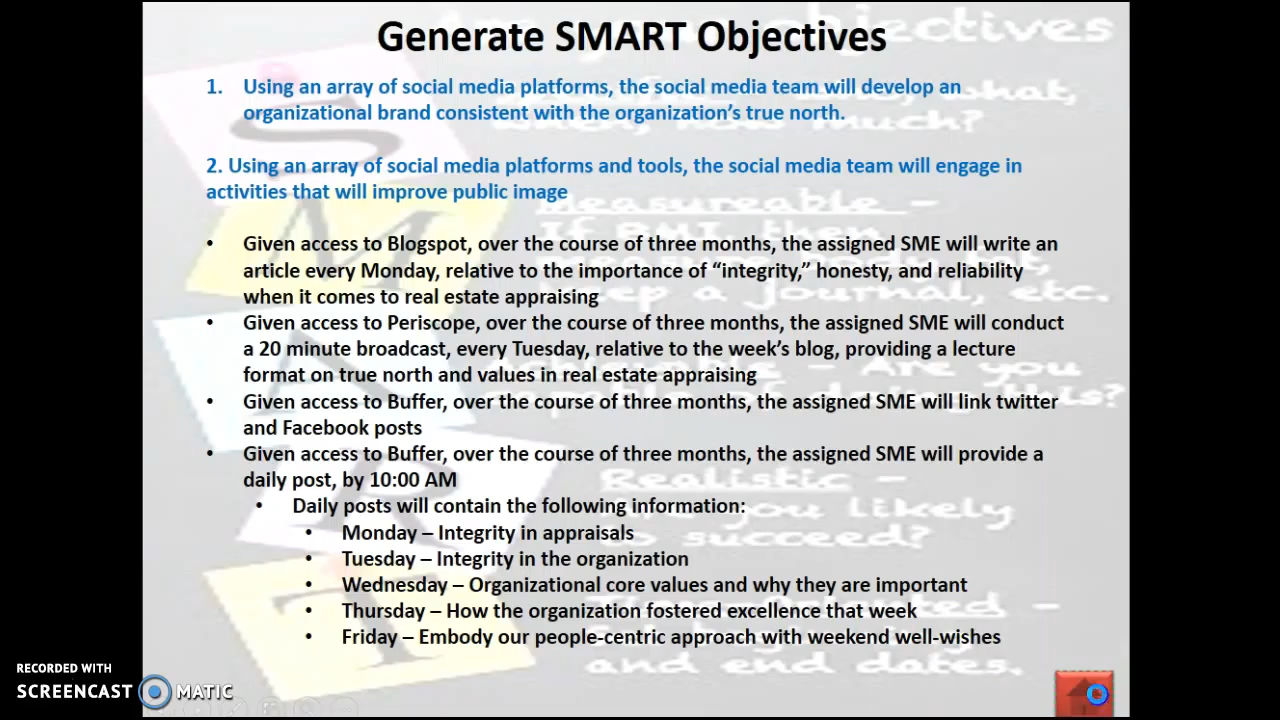 Generate SMART Objectives
1. Using an array of social media platforms, the social media team will develop an
organizational brand consistent with the organization's true north.
2. Using an array of social media platforms and tools, the social media team will engage in
activities that will improve public image
• Given access to Blogspot, over the course of three months, the assigned SME will write an
article every Monday, relative to the importance of “integrity,” honesty, and reliability
when it comes to real estate appraising
• Given access to Periscope, over the course of three months, the assigned SME will conduct
a 20 minute broadcast, every Tuesday, relative to the week's blog, providing a lecture
format on true north and values in real estate appraising
• Given access to Buffer, over the course of three months, the assigned SME will link twitter
and Facebook posts
• Given access to Buffer, over the course of three months, the assigned SME will provide a
daily post, by 10:00 AM
• Daily posts will contain the following information:
• Monday – Integrity in appraisals
• Tuesday – Integrity in the organization
• Wednesday – Organizational core values and why they are important
• Thursday – How the organization fostered excellence that week
• Friday – Embody our people-centric approach with weekend well-wishes
RECORDED WITH
SCREENCAST MATIC